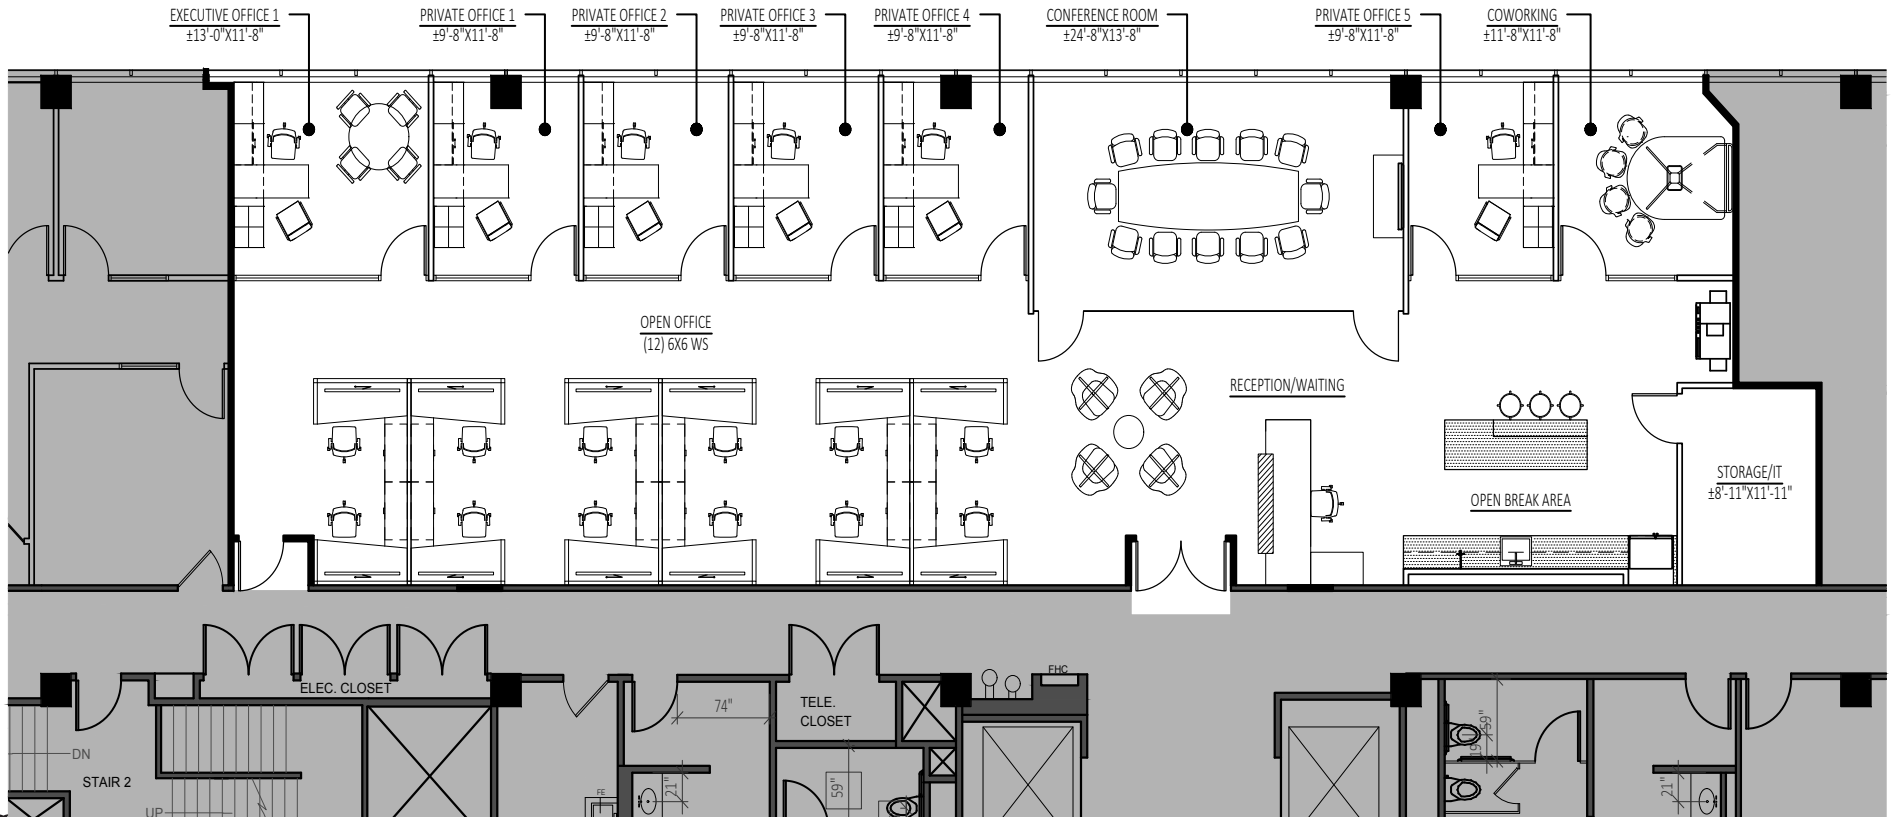 EXECUTIVE OFFICE 1
±13'-0"X11'-8"
PRIVATE OFFICE 1
±9'-8"X11'-8"
PRIVATE OFFICE 2
±9'-8"X11'-8"
PRIVATE OFFICE 3
±9'-8"X11'-8"
PRIVATE OFFICE 4
±9'-8"X11'-8"
CONFERENCE ROOM
±24'-8"X13'-8"
PRIVATE OFFICE 5
±9'-8"X11'-8"
COWORKING
±11'-8"X11'-8"
OPEN OFFICE
(12) 6X6 WS
RECEPTION/WAITING
STORAGE/IT
±8'-11"X11'-11"
OPEN BREAK AREA
ELEC. CLOSET
FHC
TELE.
CLOSET
74"
59"
19"
DN
STAIR 2
UP
FE
21"
59"
21"